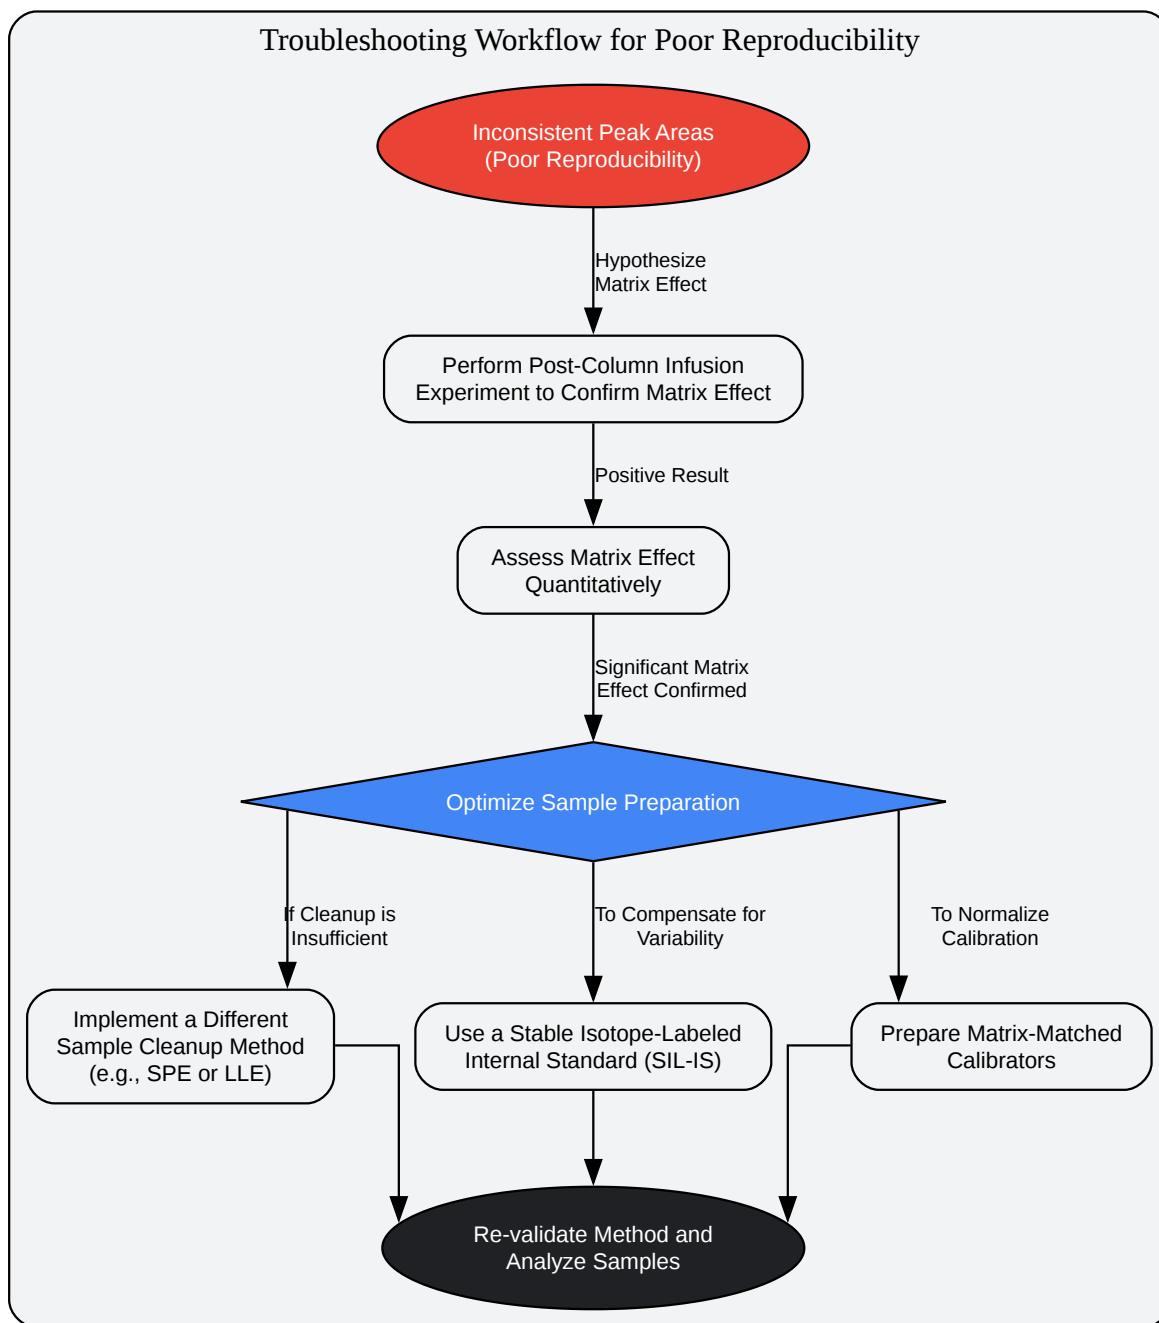 Troubleshooting Workflow for Poor Reproducibility
Inconsistent Peak Areas
(Poor Reproducibility)
Hypothesize
Matrix Effect
Perform Post-Column Infusion
Experiment to Confirm Matrix Effect
Positive Result
Assess Matrix Effect
Quantitatively
Significant Matrix
Effect Confirmed
Optimize Sample Preparation
If Cleanup is
Insufficient
To Compensate for
Variability
To Normalize
Calibration
Implement a Different
Sample Cleanup Method
(e.g., SPE or LLE)
Use a Stable Isotope-Labeled
Internal Standard (SIL-IS)
Prepare Matrix-Matched
Calibrators
Re-validate Method and
Analyze Samples